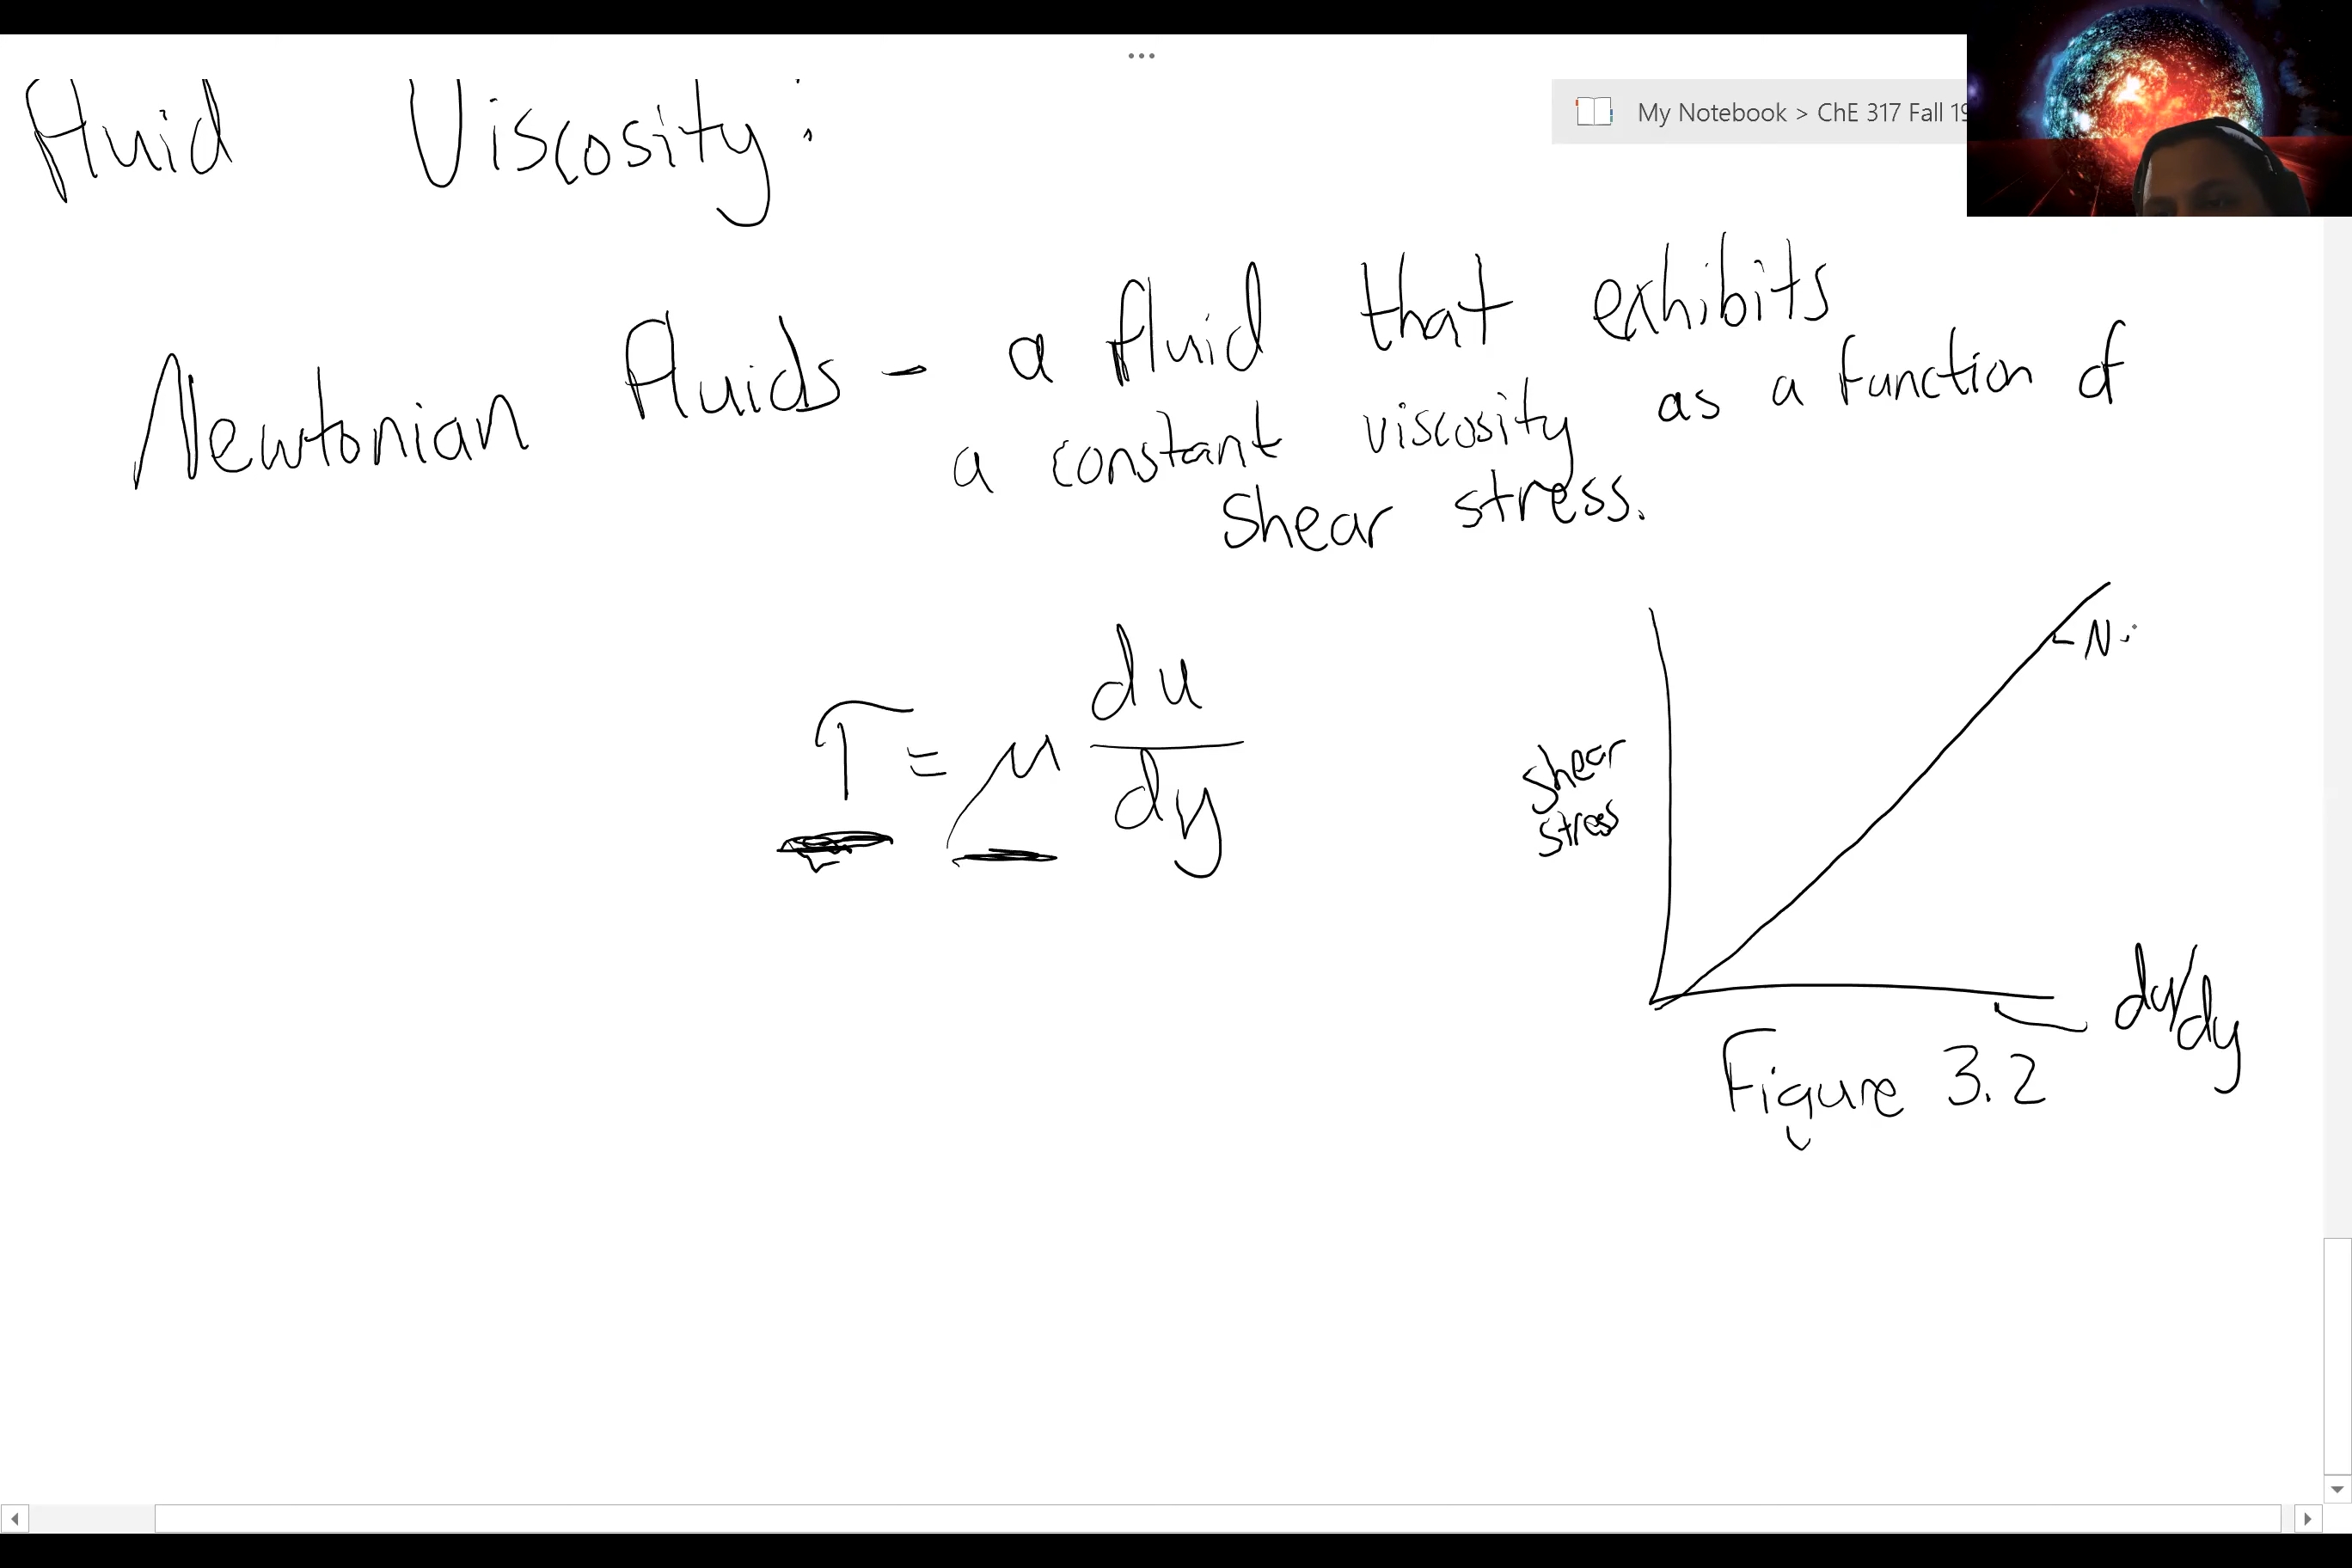 Fluid Viscosity:
My Notebook > ChE 317 Fall 19
Newtonian Fluids - a fluid that exhibits
a constant viscosity as a function of
shear stress.
τ = μ du/dy
shear
stress
N.
du/dy
Figure 3.2